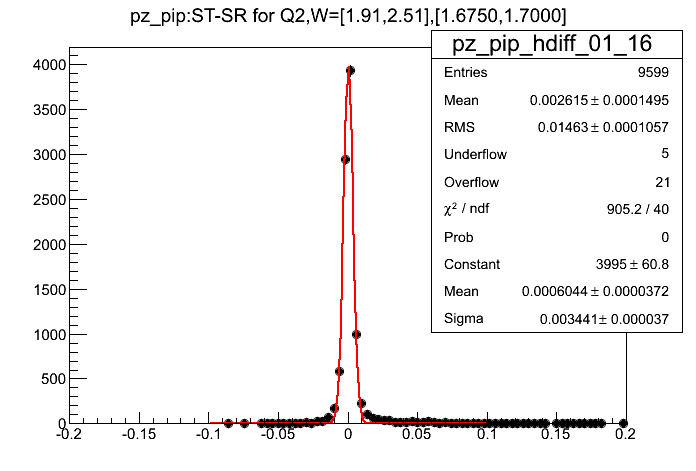 pz_pip:ST-SR for Q2,W=[1.91,2.51],[1.6750,1.7000]
pz_pip_hdiff_01_16
Entries 9599
Mean 0.002615 ± 0.0001495
RMS 0.01463 ± 0.0001057
Underflow 5
Overflow 21
χ² / ndf 905.2 / 40
Prob 0
Constant 3995 ± 60.8
Mean 0.0006044 ± 0.0000372
Sigma 0.003441 ± 0.000037
4000
3500
3000
2500
2000
1500
1000
500
0
-0.2 -0.15 -0.1 -0.05 0 0.05 0.1 0.15 0.2